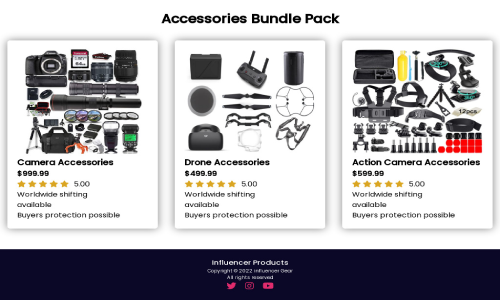 Accessories Bundle Pack
Camera Accessories
$999.99
5.00
Worldwide shifting
available
Buyers protection possible
Drone Accessories
$499.99
5.00
Worldwide shifting
available
Buyers protection possible
12pcs
Action Camera Accessories
$599.99
5.00
Worldwide shifting
available
Buyers protection possible
Influencer Products
Copyright © 2022 Influencer Gear
All rights reserved